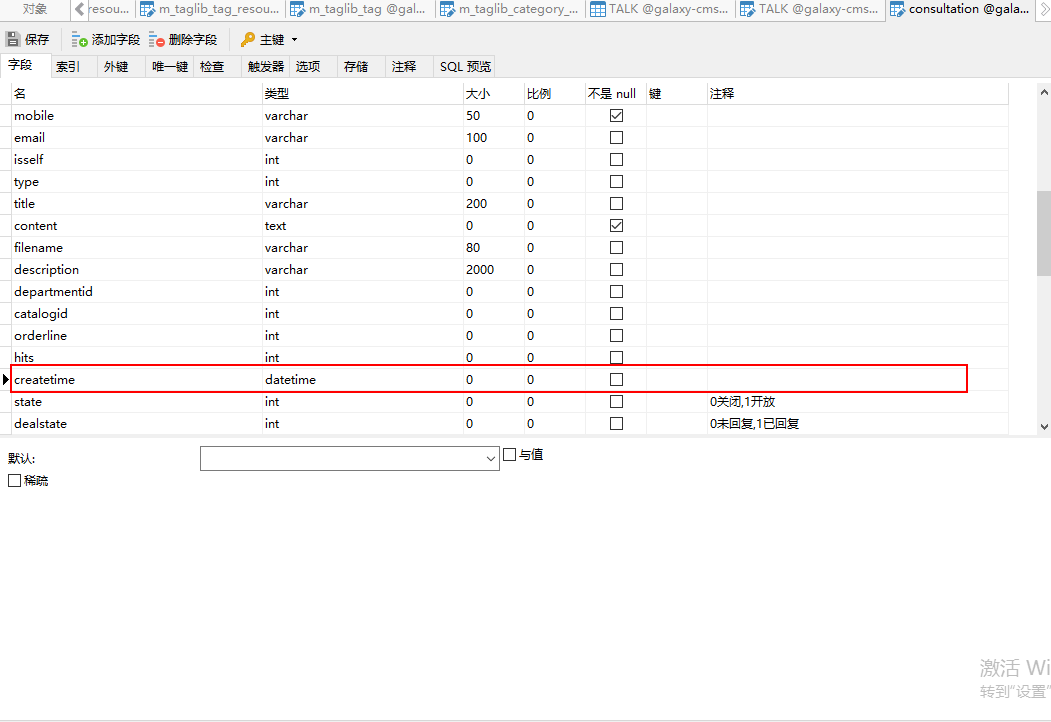 对象 resou... m_taglib_tag_resou... m_taglib_tag @gal... m_taglib_category_... TALK @galaxy-cms... TALK @galaxy-cms... consultation @gala...
保存 添加字段 删除字段 主键
字段 索引 外键 唯一键 检查 触发器 选项 存储 注释 SQL 预览
名 类型 大小 比例 不是 null 键 注释
mobile varchar 50 0
email varchar 100 0
isself int 0 0
type int 0 0
title varchar 200 0
content text 0 0
filename varchar 80 0
description varchar 2000 0
departmentid int 0 0
catalogid int 0 0
orderline int 0 0
hits int 0 0
createtime datetime 0 0
state int 0 0 0关闭,1开放
dealstate int 0 0 0未回复,1已回复
默认: 与值
稀疏
激活 Wi
转到"设置"